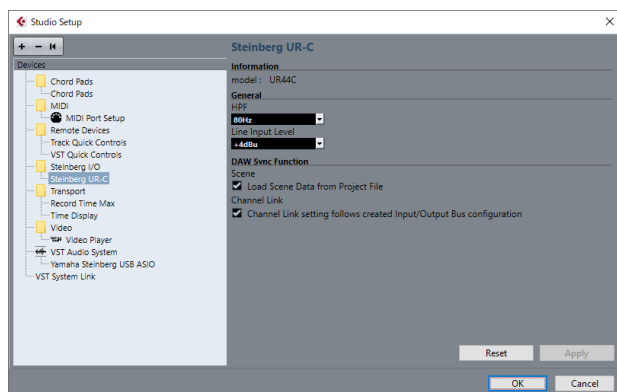 Studio Setup
Devices
Chord Pads
Chord Pads
MIDI
MIDI Port Setup
Remote Devices
Track Quick Controls
VST Quick Controls
Steinberg I/O
Steinberg UR-C
Transport
Record Time Max
Time Display
Video
Video Player
VST Audio System
Yamaha Steinberg USB ASIO
VST System Link
Steinberg UR-C
Information
model : UR44C
General
HPF
80Hz
Line Input Level
+4dBu
DAW Sync Function
Scene
Load Scene Data from Project File
Channel Link
Channel Link setting follows created Input/Output Bus configuration
Reset
Apply
OK
Cancel